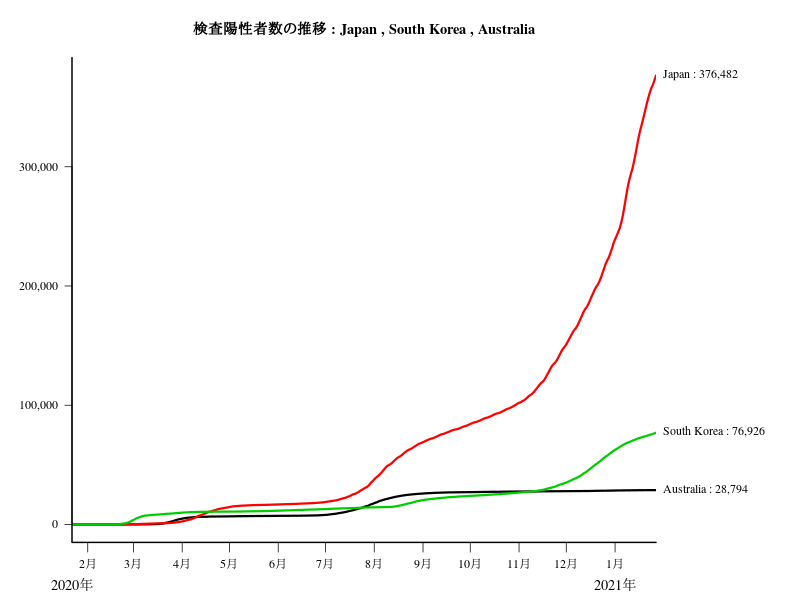 検査陽性者数の推移 : Japan , South Korea , Australia
Japan : 376,482
300,000
200,000
100,000
South Korea : 76,926
Australia : 28,794
0
2月 3月 4月 5月 6月 7月 8月 9月 10月 11月 12月 1月
2020年 2021年